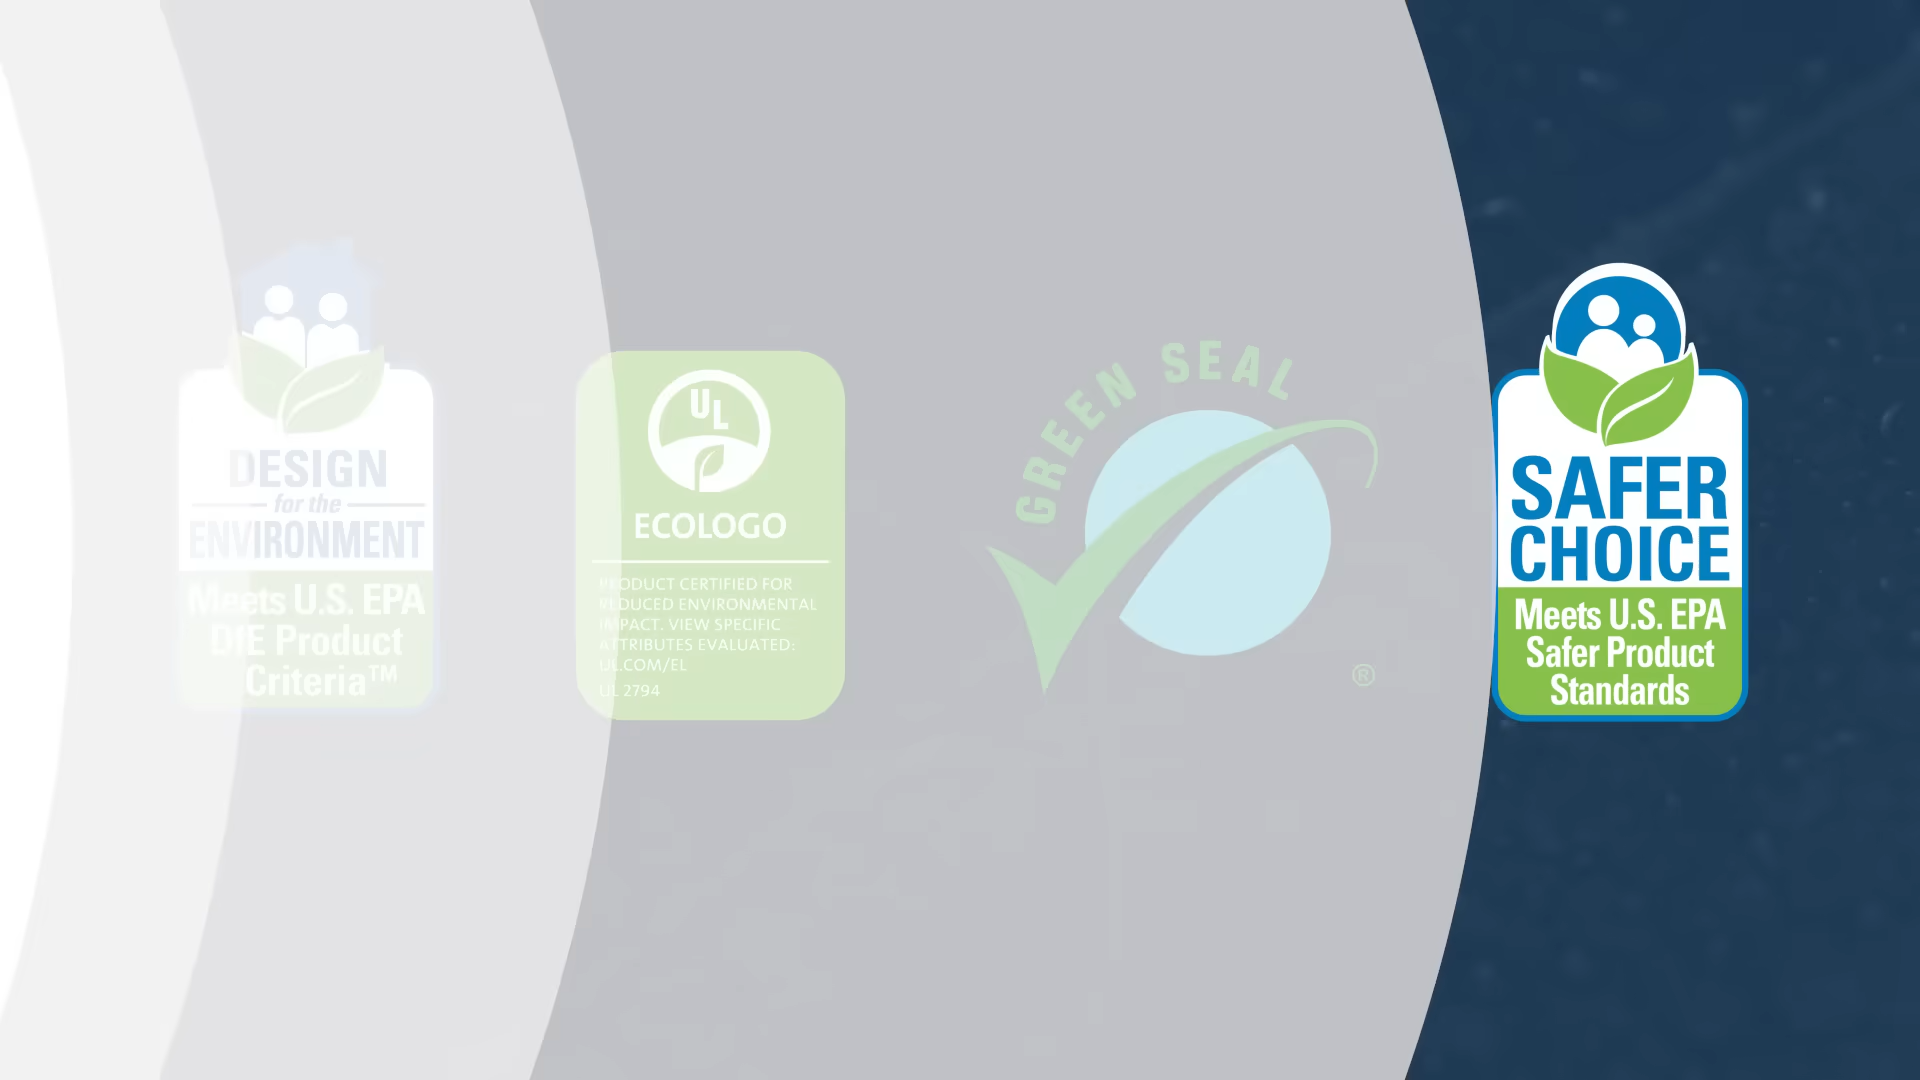 DESIGN
for the
ENVIRONMENT
Meets U.S. EPA
DfE Product
Criteria™
UL
ECOLOGO
PRODUCT CERTIFIED FOR
REDUCED ENVIRONMENTAL
IMPACT. VIEW SPECIFIC
ATTRIBUTES EVALUATED:
UL.COM/EL
UL 2794
GREEN SEAL
®
SAFER
CHOICE
Meets U.S. EPA
Safer Product
Standards